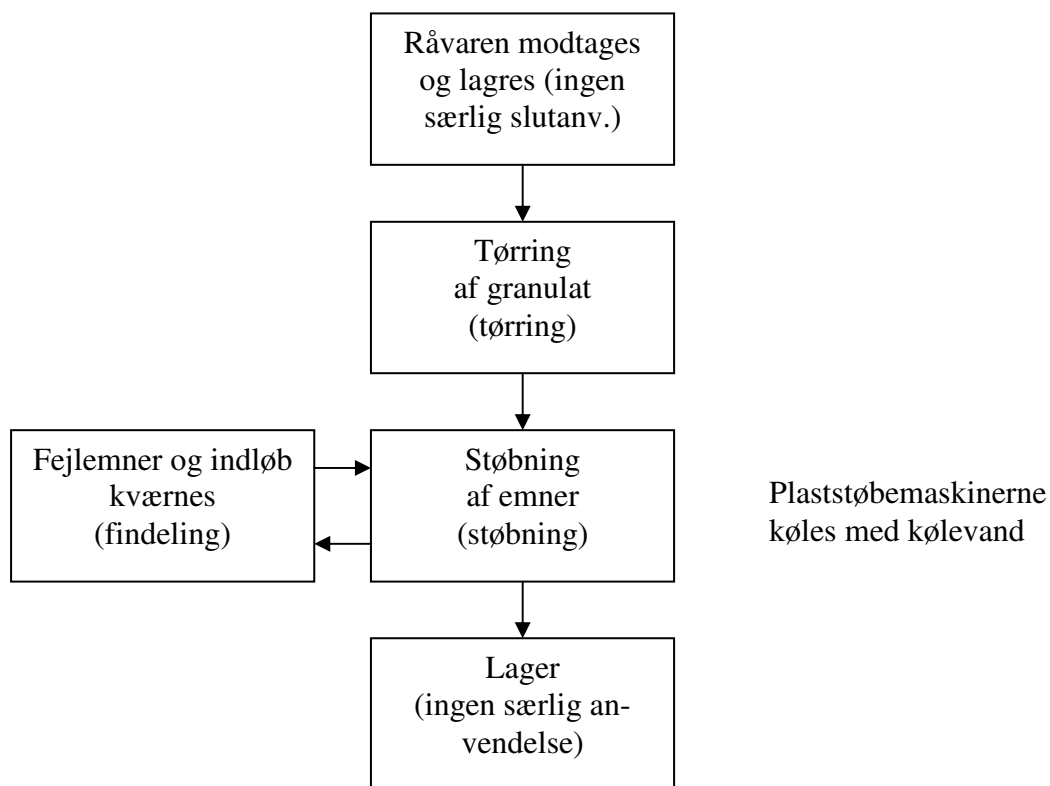 Råvaren modtages
og lagres (ingen
særlig slutanv.)
Tørring
af granulat
(tørring)
Fejlemner og indløb
kværnes
(findeling)
Støbning
af emner
(støbning)
Plaststøbemaskinerne
køles med kølevand
Lager
(ingen særlig an-
vendelse)